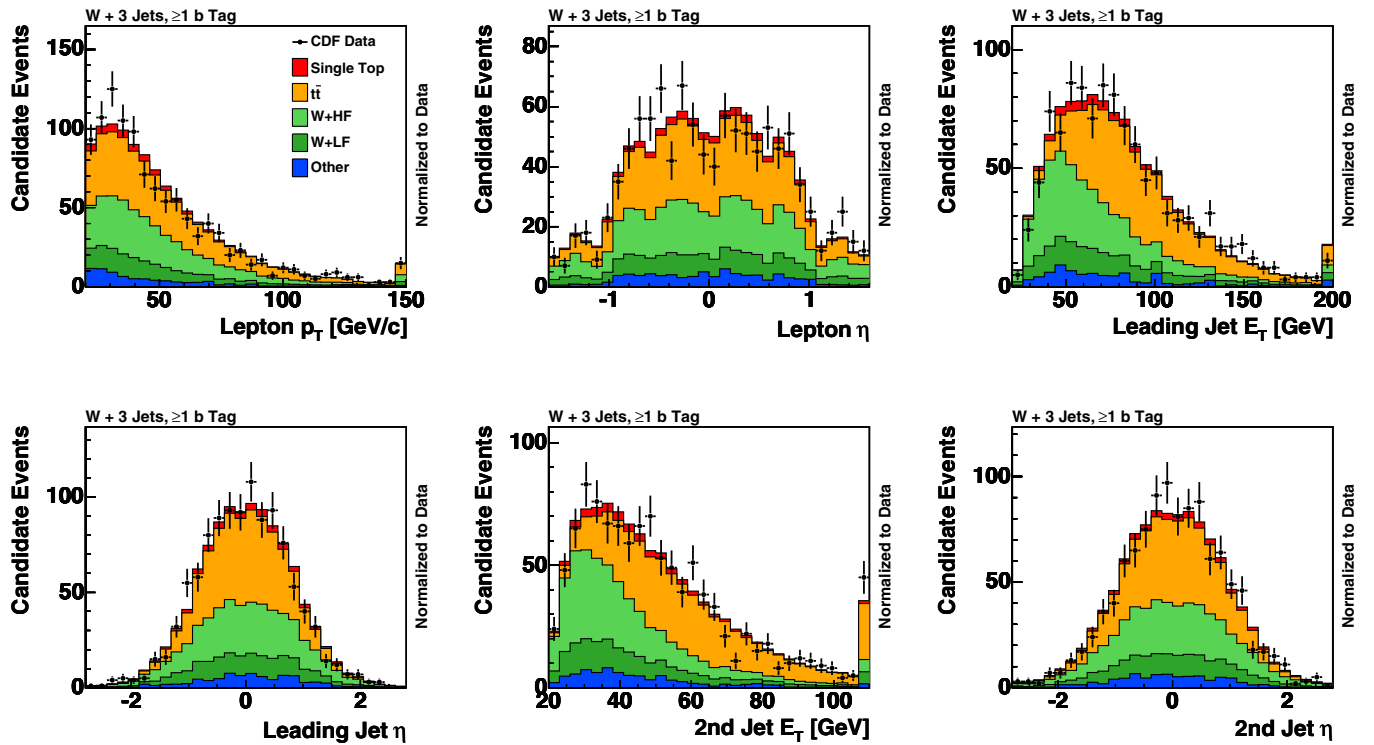 W + 3 Jets, ≥1 b Tag
Candidate Events
150
100
50
0
50
100
150
Lepton pT [GeV/c]
Normalized to Data
CDF Data
Single Top
tt̄
W+HF
W+LF
Other
W + 3 Jets, ≥1 b Tag
Candidate Events
80
60
40
20
0
-1
0
1
Lepton η
Normalized to Data
W + 3 Jets, ≥1 b Tag
Candidate Events
100
50
0
50
100
150
200
Leading Jet ET [GeV]
Normalized to Data
W + 3 Jets, ≥1 b Tag
Candidate Events
100
50
0
-2
0
2
Leading Jet η
Normalized to Data
W + 3 Jets, ≥1 b Tag
Candidate Events
100
50
0
20
40
60
80
100
2nd Jet ET [GeV]
Normalized to Data
W + 3 Jets, ≥1 b Tag
Candidate Events
100
50
0
-2
0
2
2nd Jet η
Normalized to Data